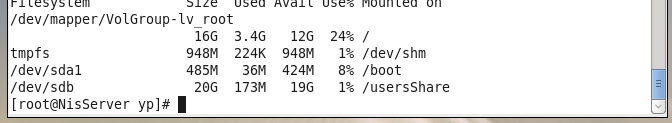 Filesystem            Size  Used Avail Use% Mounted on
/dev/mapper/VolGroup-lv_root
                       16G  3.4G   12G  24% /
tmpfs                 948M  224K  948M   1% /dev/shm
/dev/sda1             485M   36M  424M   8% /boot
/dev/sdb               20G  173M   19G   1% /usersShare
[root@NisServer yp]#